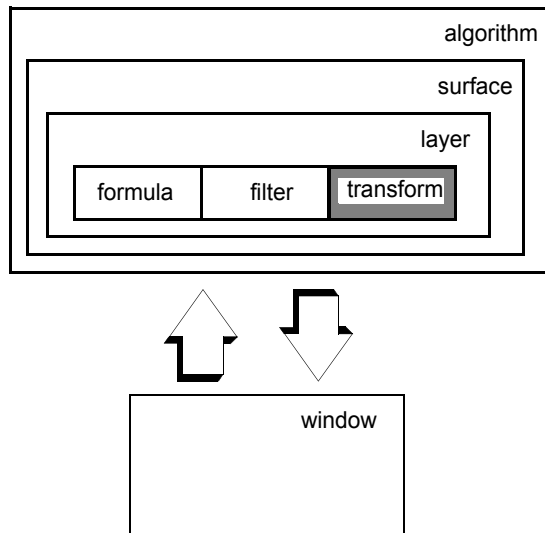 algorithm
surface
layer
formula filter transform
window